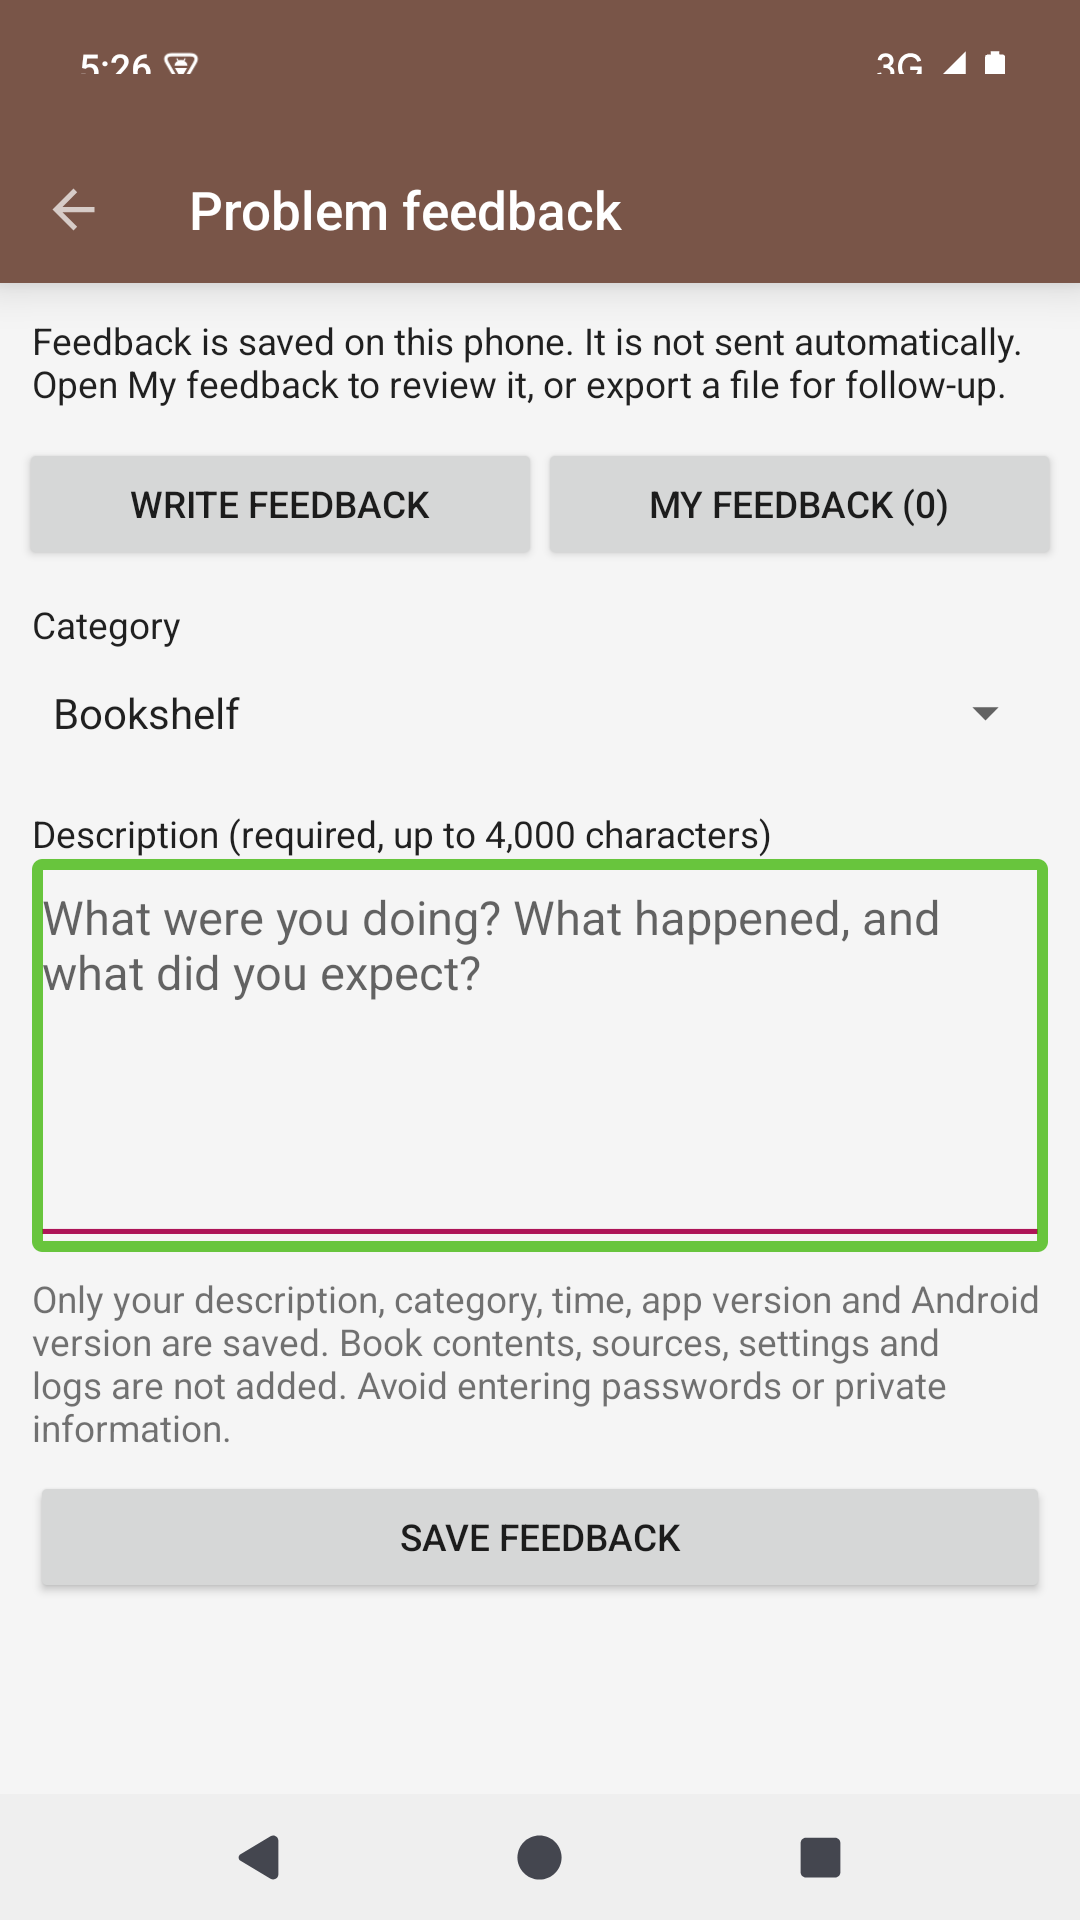 5:26
3G
Problem feedback
Feedback is saved on this phone. It is not sent automatically.
Open My feedback to review it, or export a file for follow-up.
WRITE FEEDBACK
MY FEEDBACK (0)
Category
Bookshelf
Description (required, up to 4,000 characters)
What were you doing? What happened, and
what did you expect?
Only your description, category, time, app version and Android
version are saved. Book contents, sources, settings and
logs are not added. Avoid entering passwords or private
information.
SAVE FEEDBACK